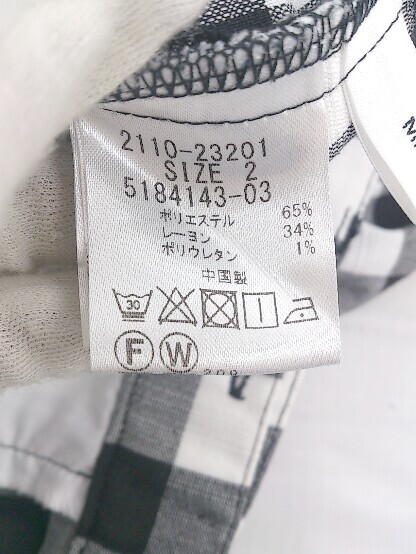 2110-23201
SIZE 2
5184143-03
ポリエステル 65%
レーヨン 34%
ポリウレタン 1%
中国製
30
F W